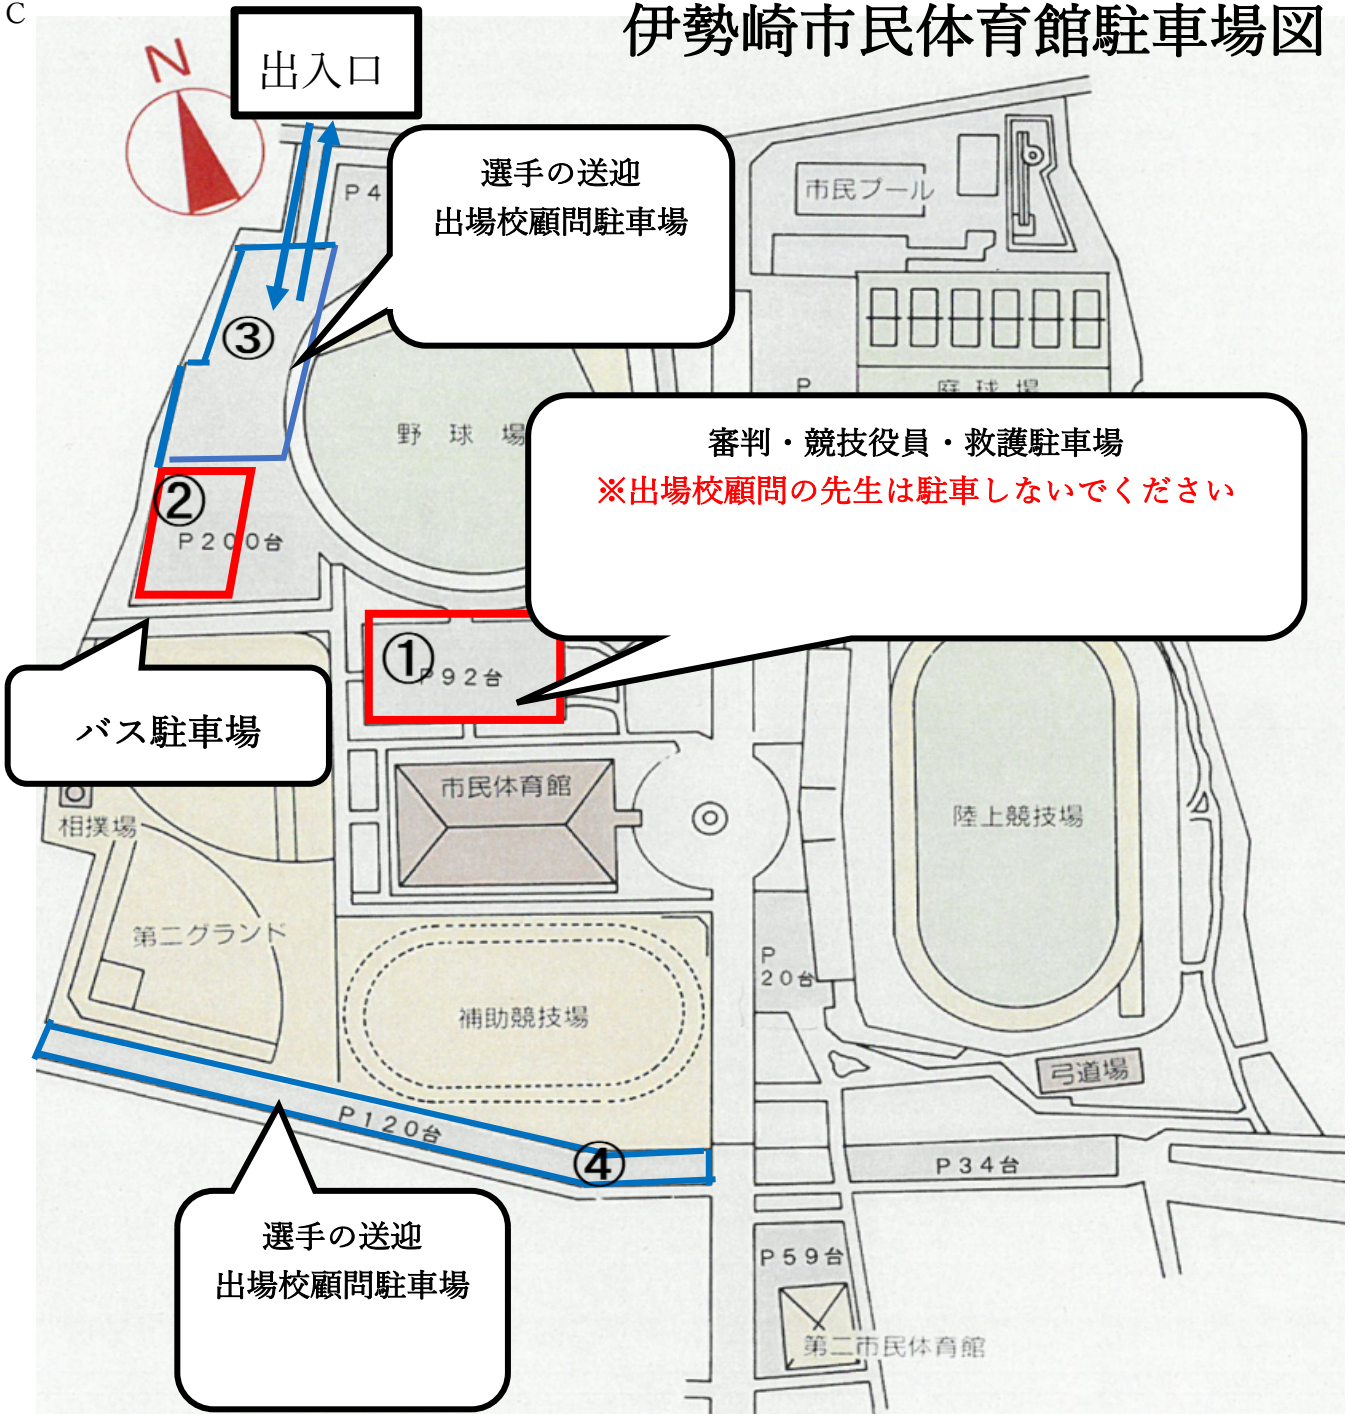 C
伊勢崎市民体育館駐車場図
N
出入口
選手の送迎
出場校顧問駐車場
P4
市民プール
③
P
庭球場
野球場
審判・競技役員・救護駐車場
※出場校顧問の先生は駐車しないでください
②
P200台
①
P92台
バス駐車場
市民体育館
相撲場
陸上競技場
第二グランド
P
20台
補助競技場
弓道場
P120台
④
P34台
選手の送迎
出場校顧問駐車場
P59台
第二市民体育館